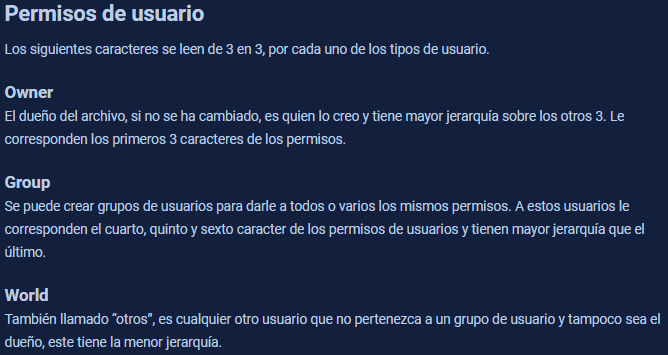 Permisos de usuario
Los siguientes caracteres se leen de 3 en 3, por cada uno de los tipos de usuario.
Owner
El dueño del archivo, si no se ha cambiado, es quien lo creo y tiene mayor jerarquía sobre los otros 3. Le
corresponden los primeros 3 caracteres de los permisos.
Group
Se puede crear grupos de usuarios para darle a todos o varios los mismos permisos. A estos usuarios le
corresponden el cuarto, quinto y sexto caracter de los permisos de usuarios y tienen mayor jerarquía que el
último.
World
También llamado “otros”, es cualquier otro usuario que no pertenezca a un grupo de usuario y tampoco sea el
dueño, este tiene la menor jerarquía.